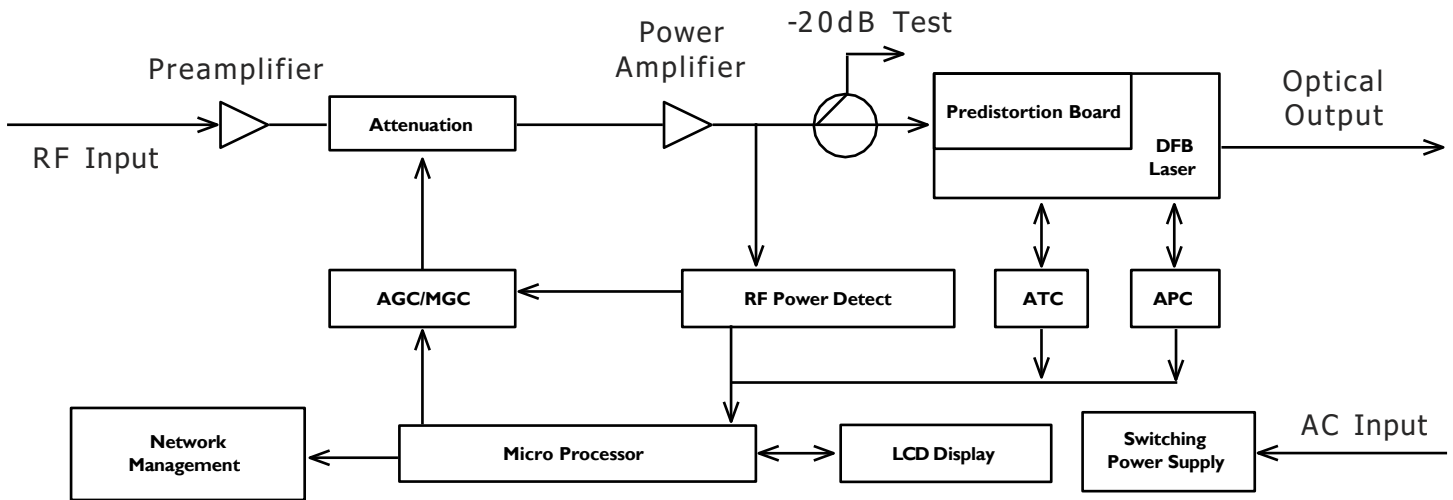 -20dB Test
Power
Amplifier
Preamplifier
Optical
Output
Predistortion Board
Attenuation
RF Input
DFB
Laser
AGC/MGC
RF Power Detect
ATC
APC
Network
Management
Micro Processor
LCD Display
Switching
Power Supply
AC Input